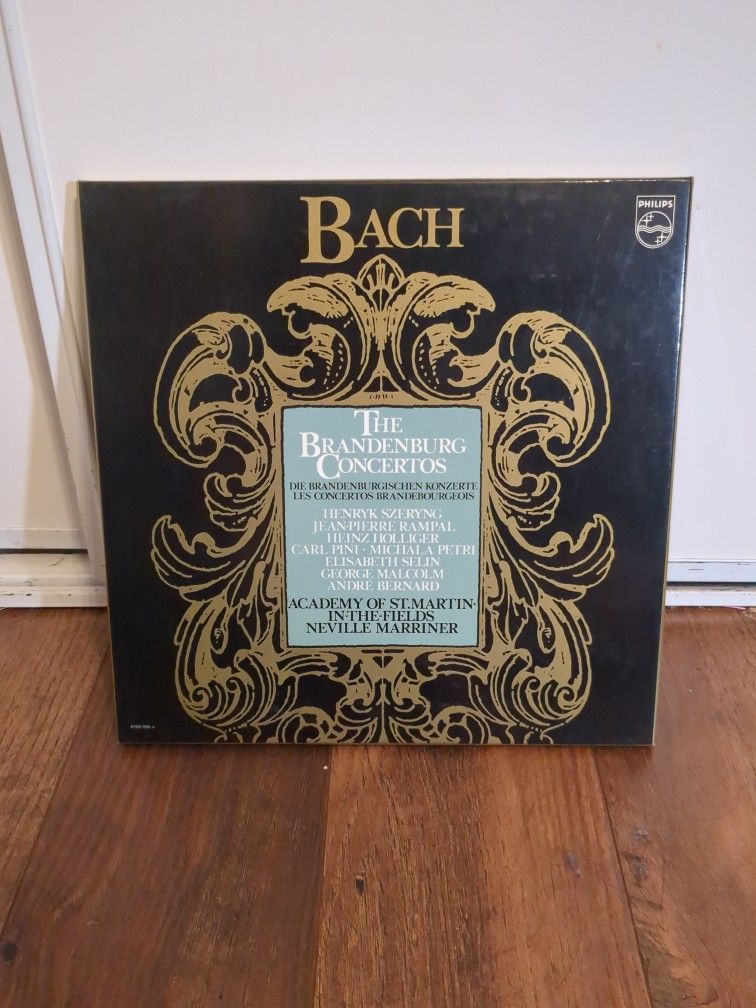 BACH
PHILIPS
THE
BRANDENBURG
CONCERTOS
DIE BRANDENBURGISCHEN KONZERTE
LES CONCERTOS BRANDEBOURGEOIS
HENRYK SZERYNG
JEAN-PIERRE RAMPAL
HEINZ HOLLIGER
CARL PINI · MICHALA PETRI
ELISABETH SELIN
GEORGE MALCOLM
ANDRÉ BERNARD
ACADEMY OF ST. MARTIN-
IN-THE-FIELDS
NEVILLE MARRINER